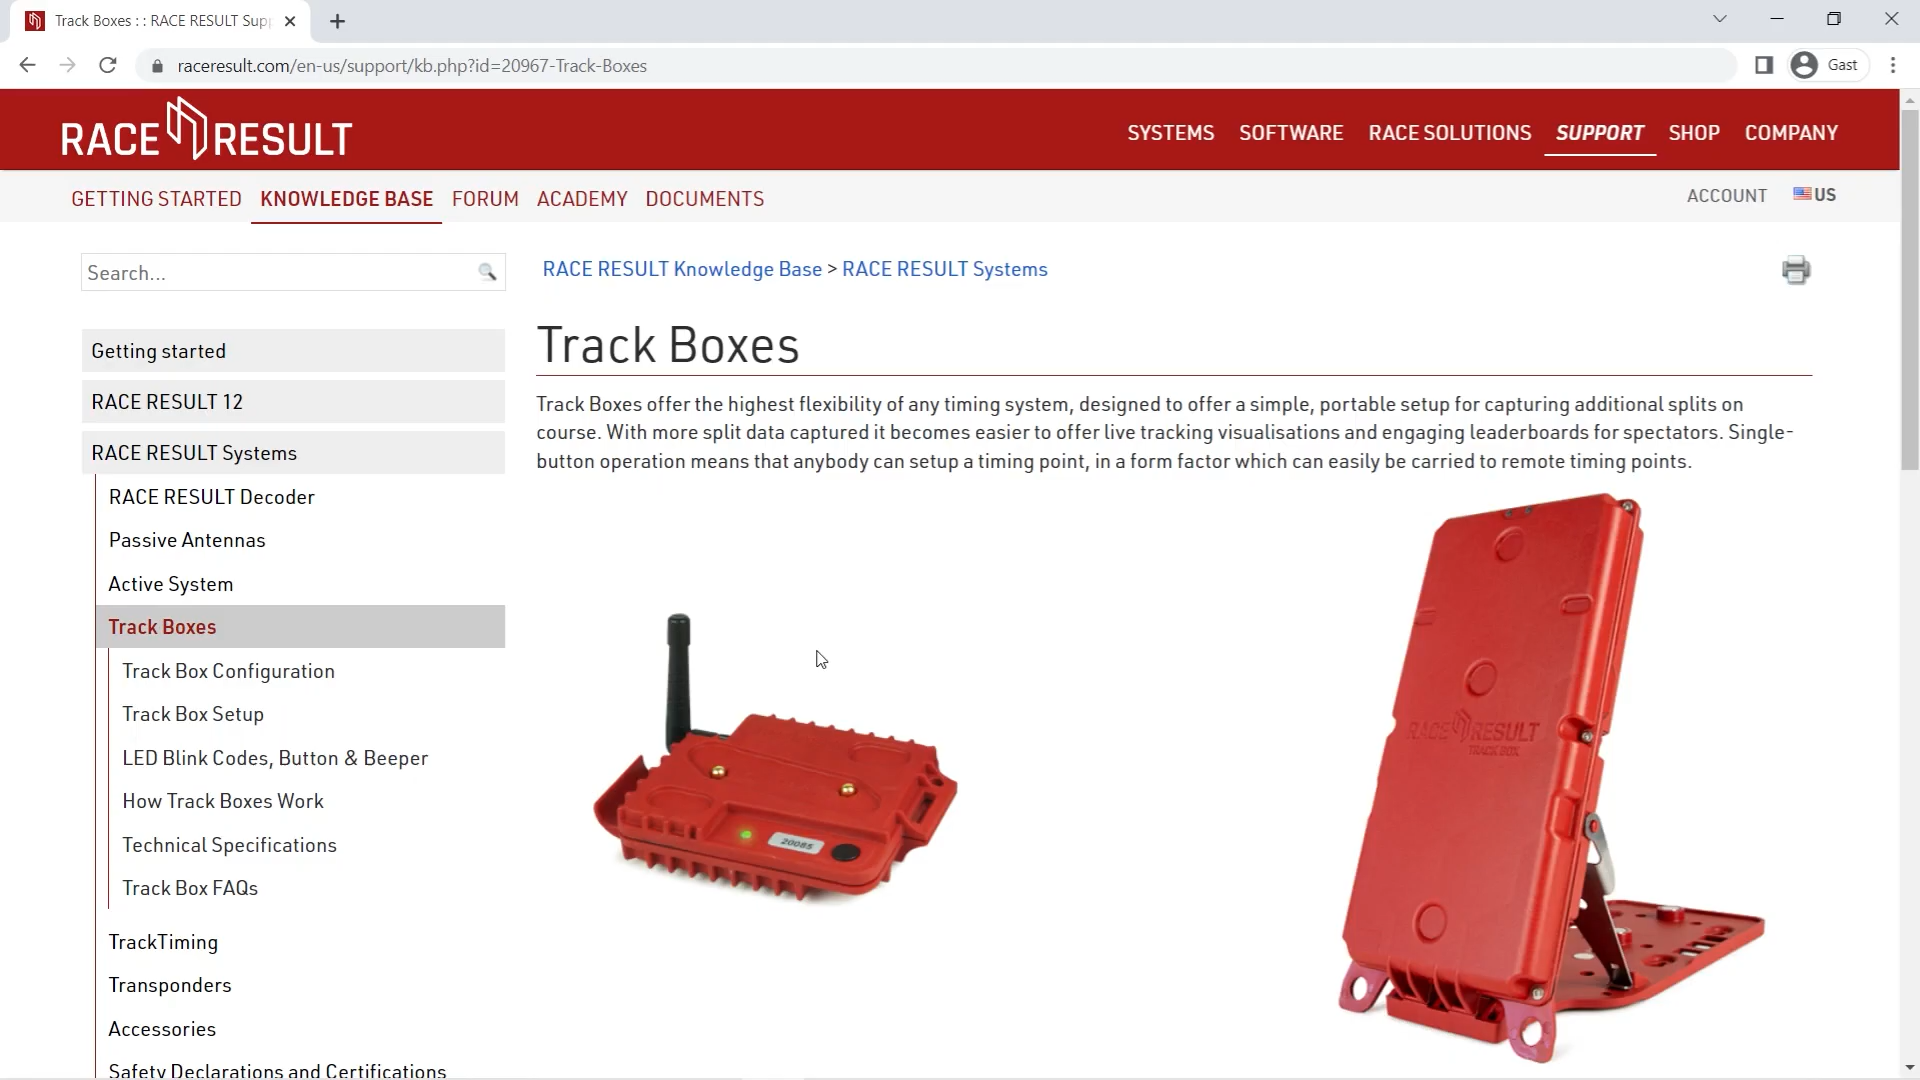 Track Boxes : : RACE RESULT Supp
raceresult.com/en-us/support/kb.php?id=20967-Track-Boxes
Gast
RACE RESULT
SYSTEMS SOFTWARE RACE SOLUTIONS SUPPORT SHOP COMPANY
GETTING STARTED KNOWLEDGE BASE FORUM ACADEMY DOCUMENTS
ACCOUNT US
Search...
RACE RESULT Knowledge Base > RACE RESULT Systems
Getting started
RACE RESULT 12
RACE RESULT Systems
RACE RESULT Decoder
Passive Antennas
Active System
Track Boxes
Track Box Configuration
Track Box Setup
LED Blink Codes, Button & Beeper
How Track Boxes Work
Technical Specifications
Track Box FAQs
TrackTiming
Transponders
Accessories
Safety Declarations and Certifications
Track Boxes
Track Boxes offer the highest flexibility of any timing system, designed to offer a simple, portable setup for capturing additional splits on
course. With more split data captured it becomes easier to offer live tracking visualisations and engaging leaderboards for spectators. Single-
button operation means that anybody can setup a timing point, in a form factor which can easily be carried to remote timing points.
20085
RACE RESULT
TRACK BOX